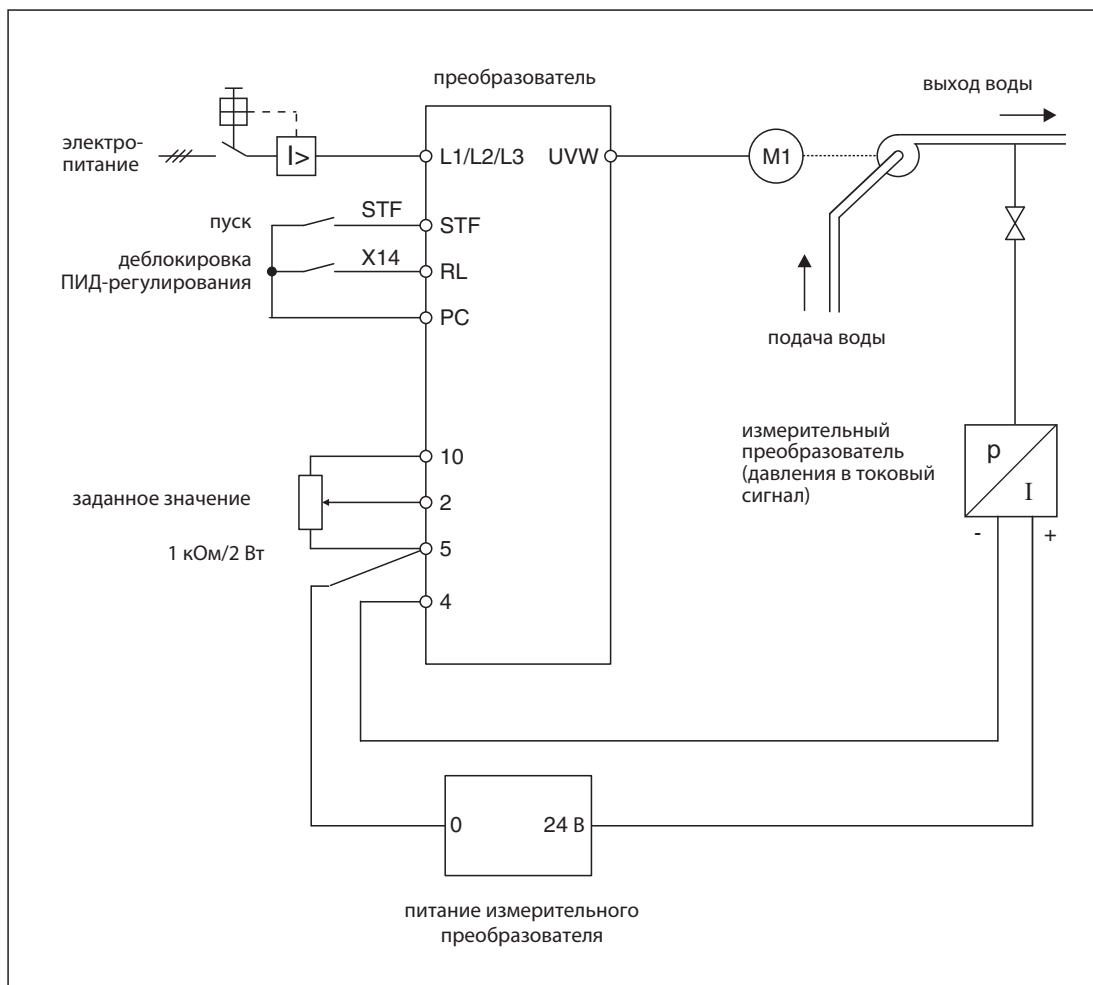 преобразователь
выход воды
электро-
питание
I>
L1/L2/L3
UVW
M1
пуск
STF
STF
деблокировка
ПИД-регулирования
X14
RL
PC
подача воды
10
заданное значение
2
1 кОм/2 Вт
5
4
измерительный
преобразователь
(давления в токовый
сигнал)
p
I
-
+
0
24 В
питание измерительного
преобразователя